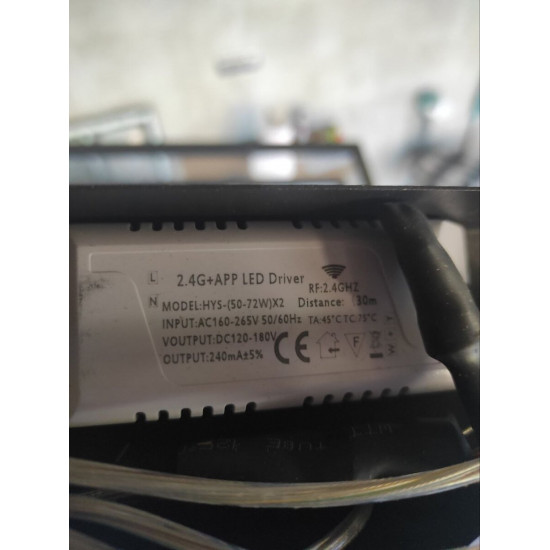 L 2.4G+APP LED Driver
RF:2.4GHZ
N MODEL:HYS-(50-72W)X2 Distance: 30m
INPUT:AC160-265V 50/60Hz TA:45°C TC:75°C
VOUTPUT:DC120-180V
OUTPUT:240mA±5%
CE
F
W
Y